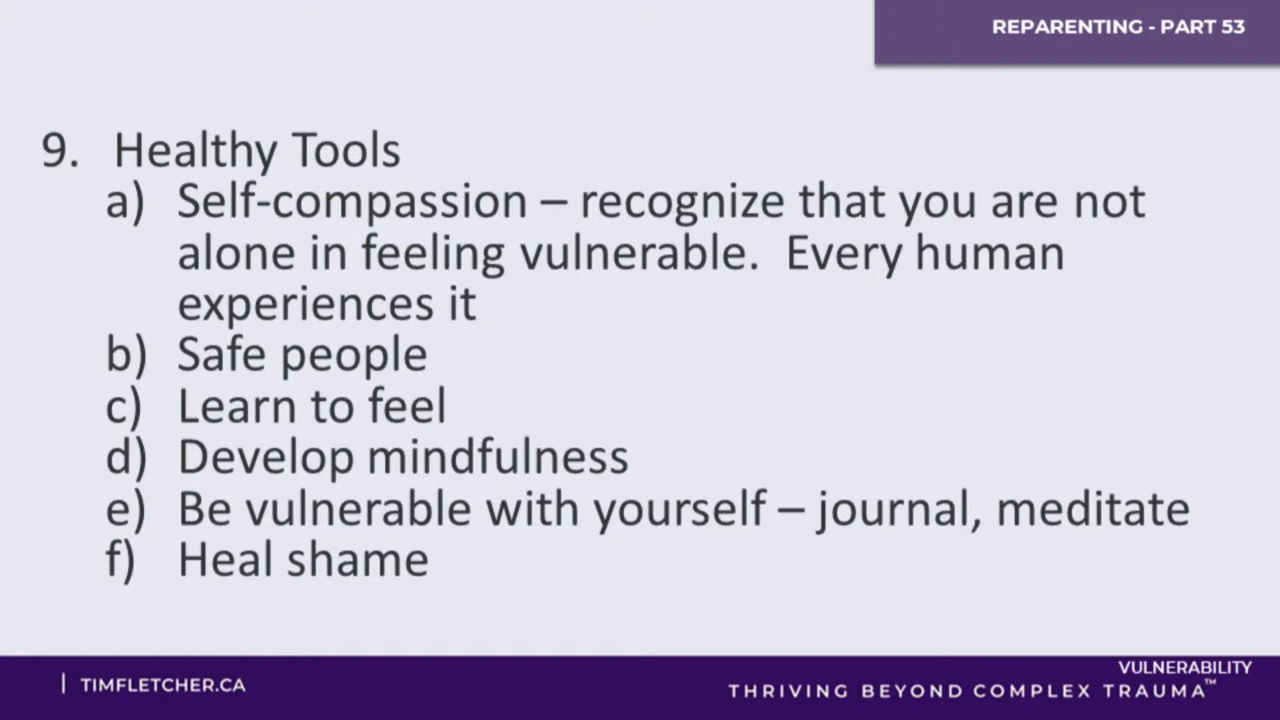 REPARENTING - PART 53
9. Healthy Tools
a) Self-compassion – recognize that you are not
alone in feeling vulnerable. Every human
experiences it
b) Safe people
c) Learn to feel
d) Develop mindfulness
e) Be vulnerable with yourself – journal, meditate
f) Heal shame
| TIMFLETCHER.CA
VULNERABILITY
THRIVING BEYOND COMPLEX TRAUMA™